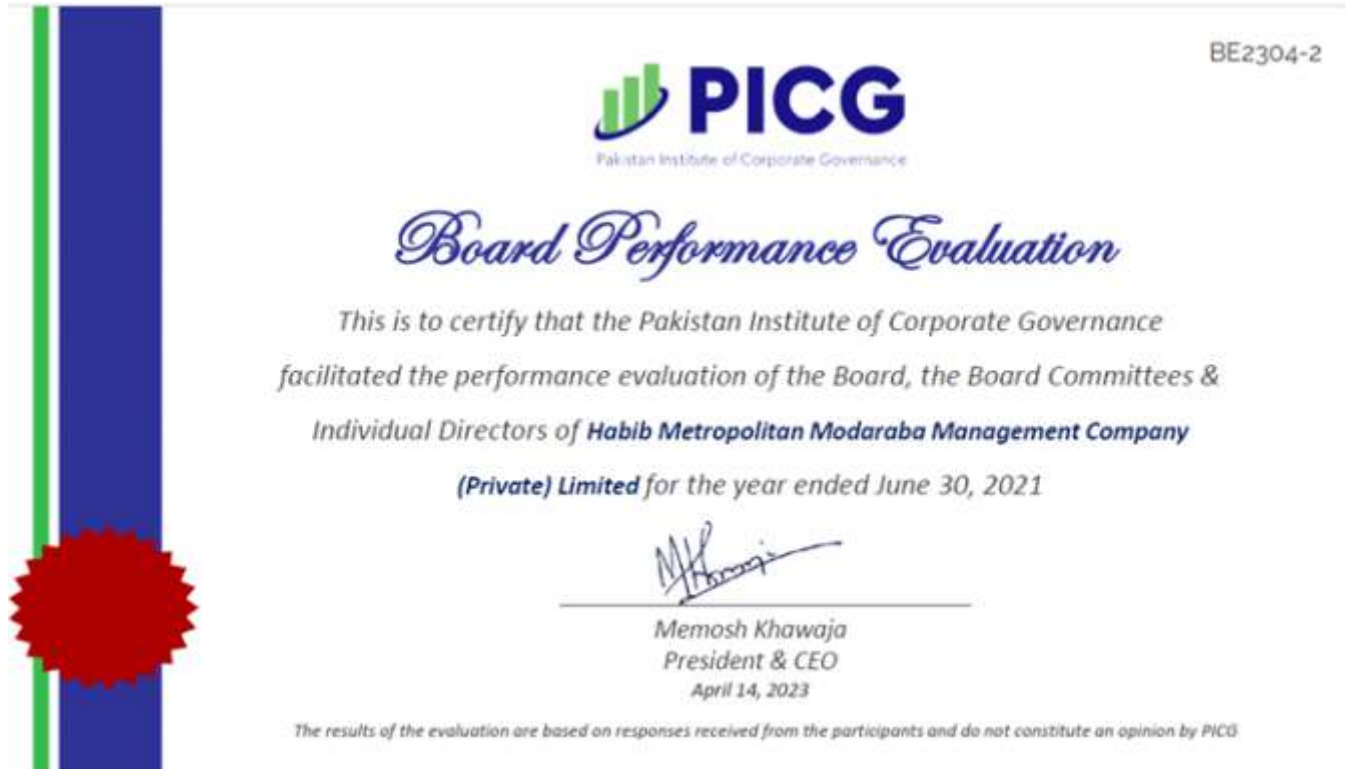 BE2304-2
PICG
Pakistan Institute of Corporate Governance
Board Performance Evaluation
This is to certify that the Pakistan Institute of Corporate Governance
facilitated the performance evaluation of the Board, the Board Committees &
Individual Directors of Habib Metropolitan Modaraba Management Company
(Private) Limited for the year ended June 30, 2021
Memosh Khawaja
President & CEO
April 14, 2023
The results of the evaluation are based on responses received from the participants and do not constitute an opinion by PICG